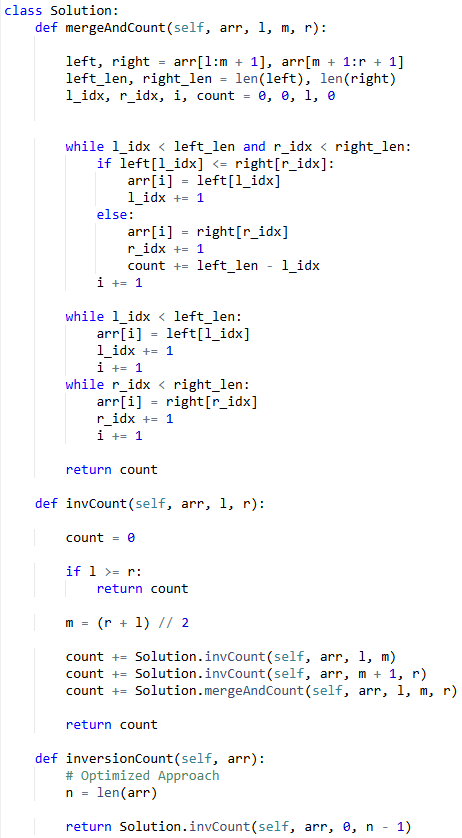 class Solution:
    def mergeAndCount(self, arr, l, m, r):

        left, right = arr[l:m + 1], arr[m + 1:r + 1]
        left_len, right_len = len(left), len(right)
        l_idx, r_idx, i, count = 0, 0, l, 0


        while l_idx < left_len and r_idx < right_len:
            if left[l_idx] <= right[r_idx]:
                arr[i] = left[l_idx]
                l_idx += 1
            else:
                arr[i] = right[r_idx]
                r_idx += 1
                count += left_len - l_idx
            i += 1

        while l_idx < left_len:
            arr[i] = left[l_idx]
            l_idx += 1
            i += 1
        while r_idx < right_len:
            arr[i] = right[r_idx]
            r_idx += 1
            i += 1

        return count

    def invCount(self, arr, l, r):

        count = 0

        if l >= r:
            return count

        m = (r + l) // 2

        count += Solution.invCount(self, arr, l, m)
        count += Solution.invCount(self, arr, m + 1, r)
        count += Solution.mergeAndCount(self, arr, l, m, r)

        return count

    def inversionCount(self, arr):
        # Optimized Approach
        n = len(arr)

        return Solution.invCount(self, arr, 0, n - 1)